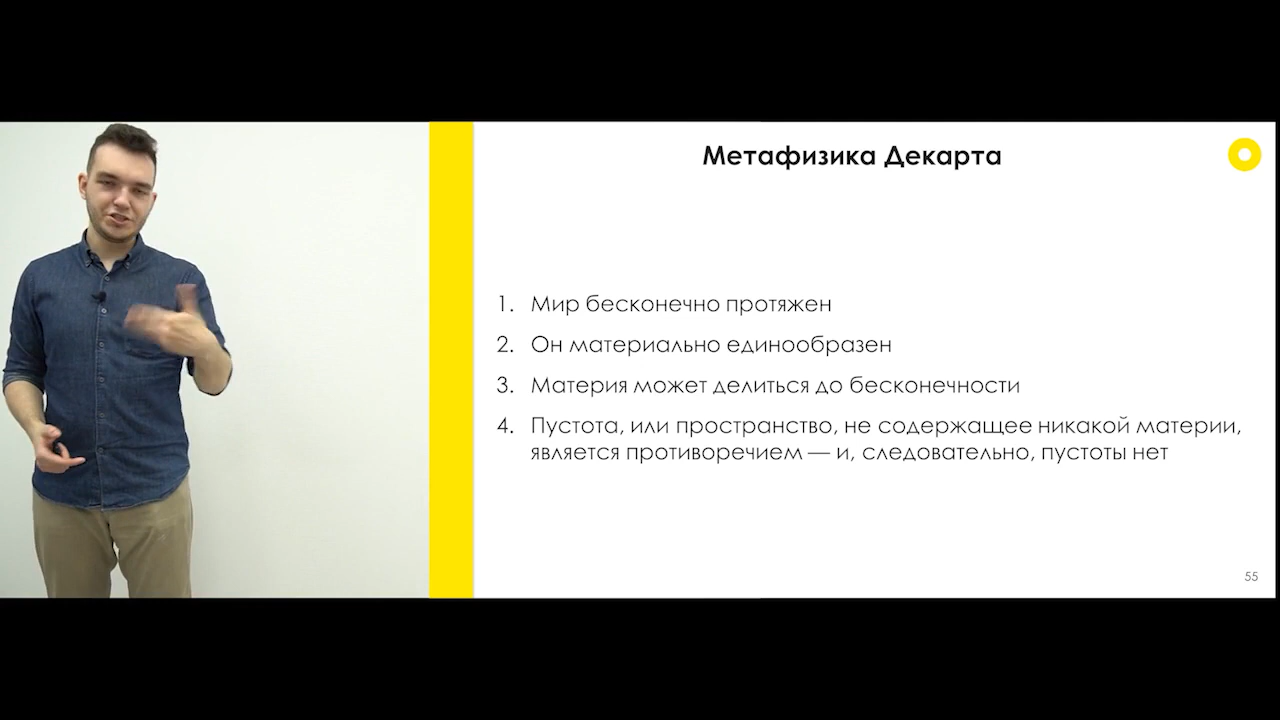 Метафизика Декарта
1. Мир бесконечно протяжен
2. Он материально единообразен
3. Материя может делиться до бесконечности
4. Пустота, или пространство, не содержащее никакой материи,
является противоречием — и, следовательно, пустоты нет
55